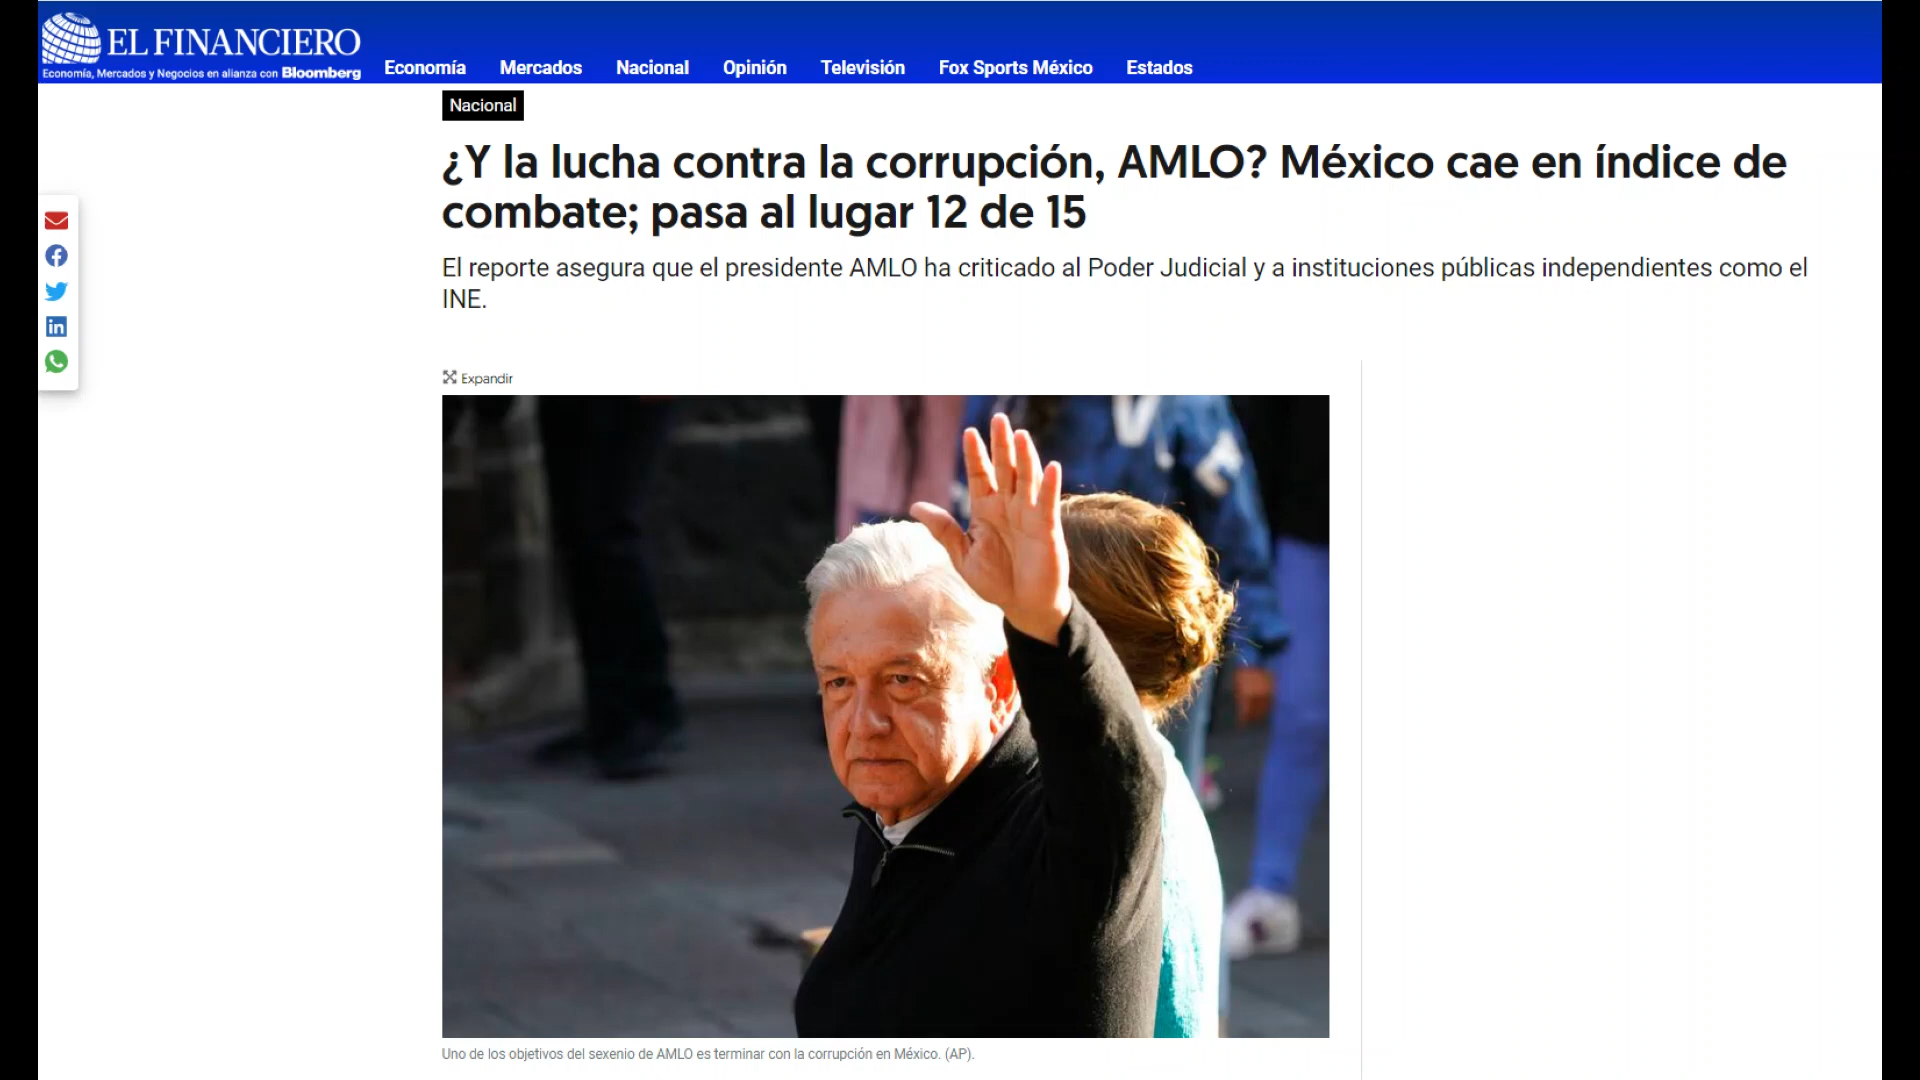 EL FINANCIERO
Economía, Mercados y Negocios en alianza con Bloomberg
Economía Mercados Nacional Opinión Televisión Fox Sports México Estados
Nacional
¿Y la lucha contra la corrupción, AMLO? México cae en índice de
combate; pasa al lugar 12 de 15
El reporte asegura que el presidente AMLO ha criticado al Poder Judicial y a instituciones públicas independientes como el
INE.
Expandir
Uno de los objetivos del sexenio de AMLO es terminar con la corrupción en México. (AP).